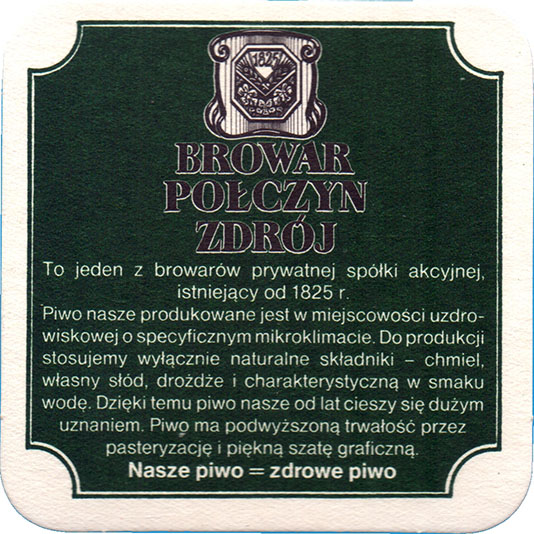 1825
BROWAR
POŁCZYN
ZDRÓJ
To jeden z browarów prywatnej spółki akcyjnej,
istniejący od 1825 r.
Piwo nasze produkowane jest w miejscowości uzdro-
wiskowej o specyficznym mikroklimacie. Do produkcji
stosujemy wyłącznie naturalne składniki – chmiel,
własny słód, drożdże i charakterystyczną w smaku
wodę. Dzięki temu piwo nasze od lat cieszy się dużym
uznaniem. Piwo ma podwyższoną trwałość przez
pasteryzację i piękną szatę graficzną.
Nasze piwo = zdrowe piwo